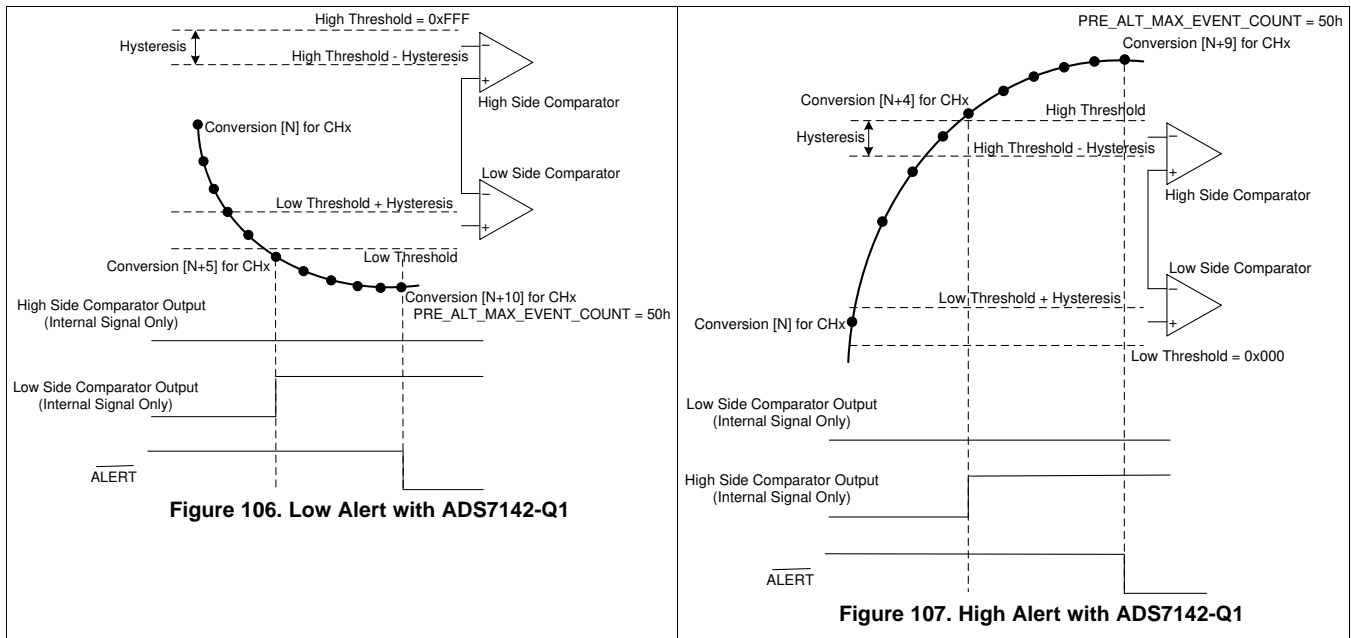 High Threshold = 0xFFF
Hysteresis
High Threshold - Hysteresis
−
+
High Side Comparator
Conversion [N] for CHx
Low Side Comparator
−
Low Threshold + Hysteresis
+
Low Threshold
Conversion [N+5] for CHx
Conversion [N+10] for CHx
PRE_ALT_MAX_EVENT_COUNT = 50h
High Side Comparator Output
(Internal Signal Only)
Low Side Comparator Output
(Internal Signal Only)
ALERT
Figure 106. Low Alert with ADS7142-Q1
PRE_ALT_MAX_EVENT_COUNT = 50h
Conversion [N+9] for CHx
Conversion [N+4] for CHx
High Threshold
Hysteresis
−
High Threshold - Hysteresis
+
High Side Comparator
Low Side Comparator
−
Low Threshold + Hysteresis
+
Conversion [N] for CHx
Low Threshold = 0x000
Low Side Comparator Output
(Internal Signal Only)
High Side Comparator Output
(Internal Signal Only)
ALERT
Figure 107. High Alert with ADS7142-Q1